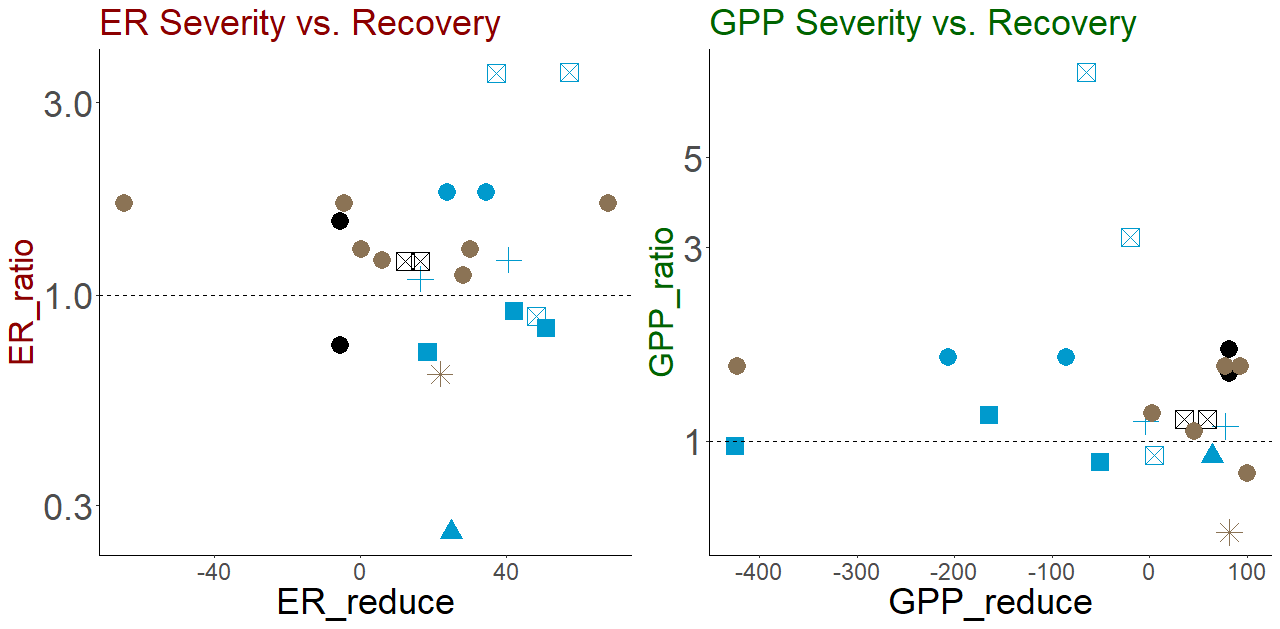 ER Severity vs. Recovery
ER_ratio
3.0
1.0
0.3
-40
0
40
ER_reduce
GPP Severity vs. Recovery
GPP_ratio
5
3
1
-400
-300
-200
-100
0
100
GPP_reduce